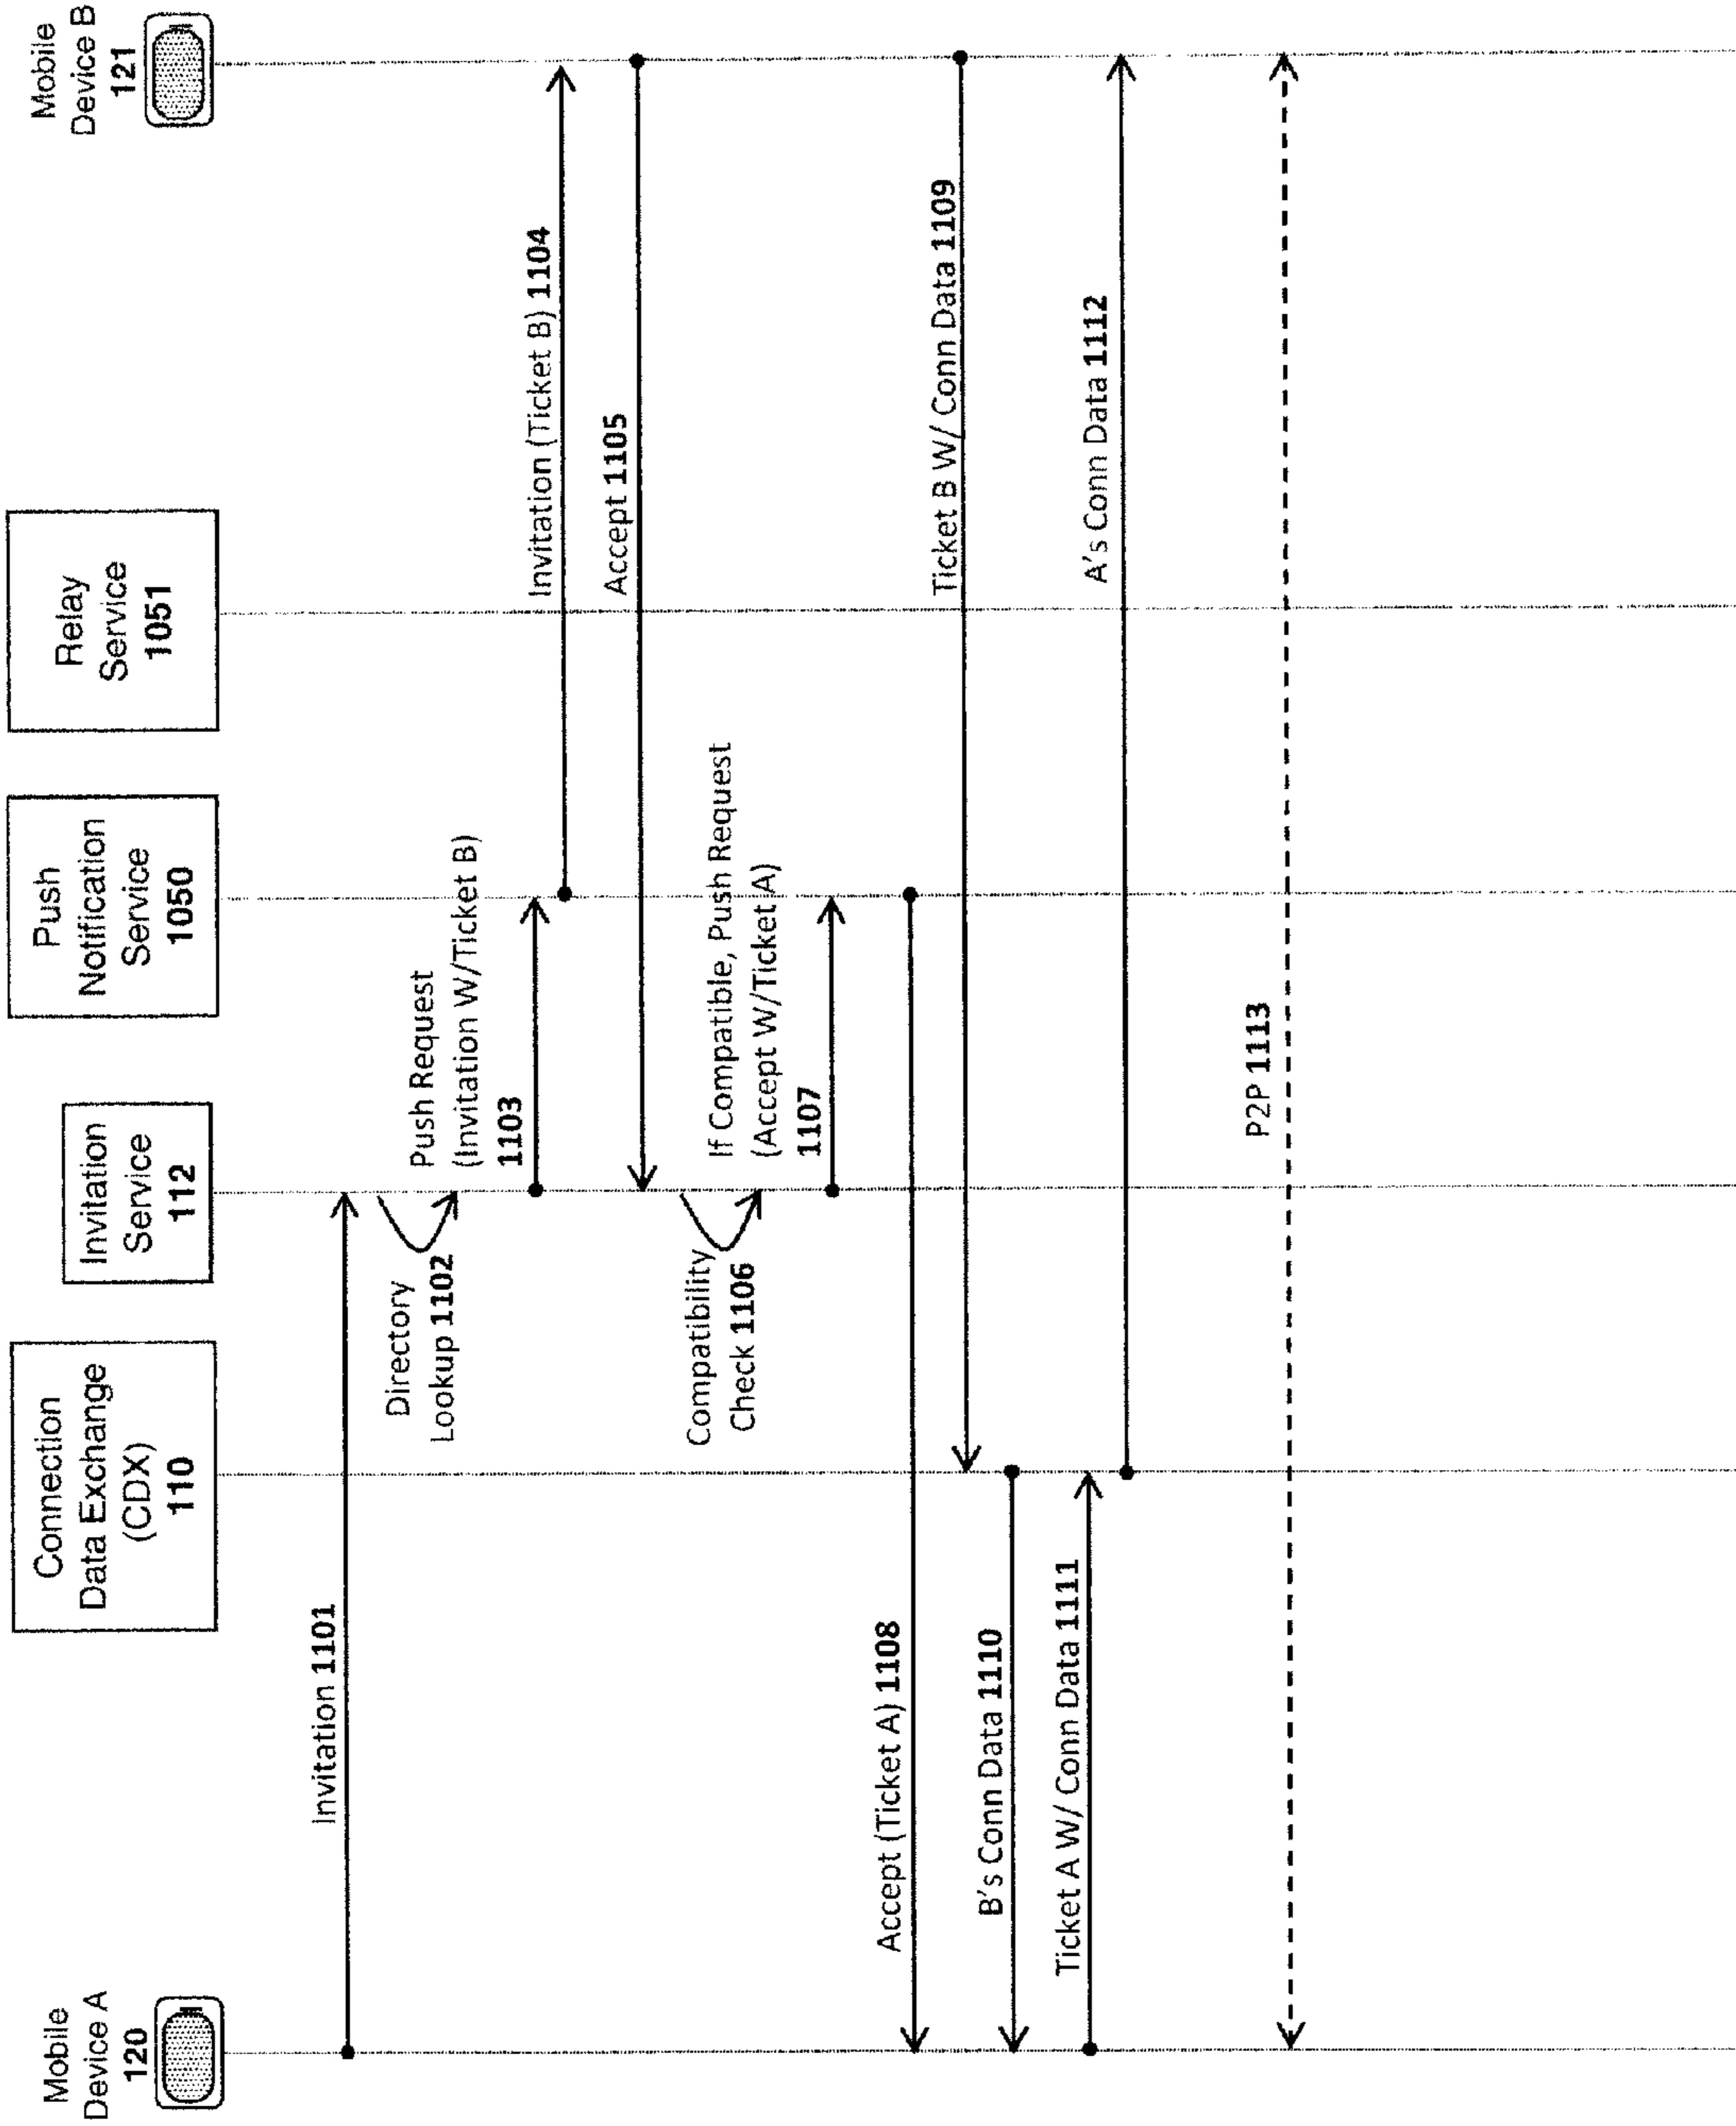 Mobile
Device A
120
Connection
Data Exchange
(CDX)
110
Invitation
Service
112
Push
Notification
Service
1050
Relay
Service
1051
Mobile
Device B
121
Invitation 1101
Directory
Lookup 1102
Push Request
(Invitation W/Ticket B)
1103
Invitation (Ticket B) 1104
Accept 1105
Compatibility
Check 1106
If Compatible, Push Request
(Accept W/Ticket A)
1107
Accept (Ticket A) 1108
Ticket B W/ Conn Data 1109
B's Conn Data 1110
Ticket A W/ Conn Data 1111
A's Conn Data 1112
P2P 1113